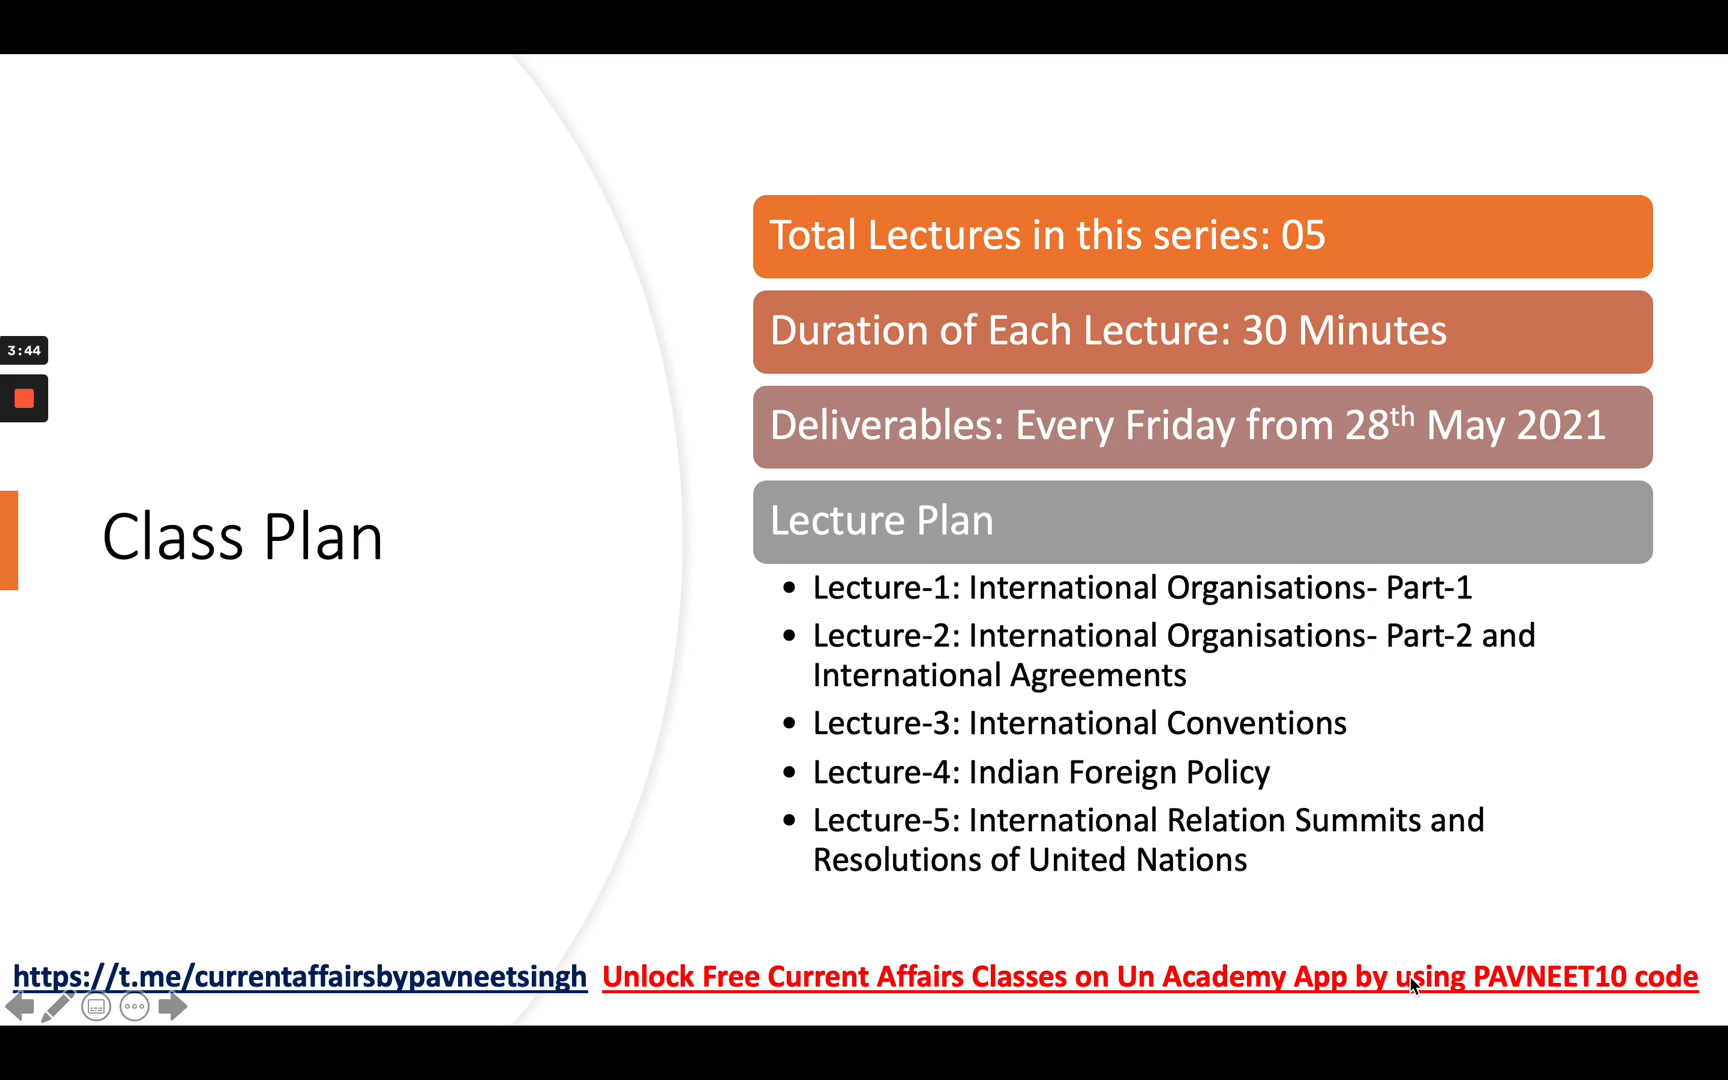 Total Lectures in this series: 05
Duration of Each Lecture: 30 Minutes
Deliverables: Every Friday from 28th May 2021
3:44
Class Plan
Lecture Plan
• Lecture-1: International Organisations- Part-1
• Lecture-2: International Organisations- Part-2 and
International Agreements
• Lecture-3: International Conventions
• Lecture-4: Indian Foreign Policy
• Lecture-5: International Relation Summits and
Resolutions of United Nations
https://t.me/currentaffairsbypavneetsingh Unlock Free Current Affairs Classes on Un Academy App by using PAVNEET10 code